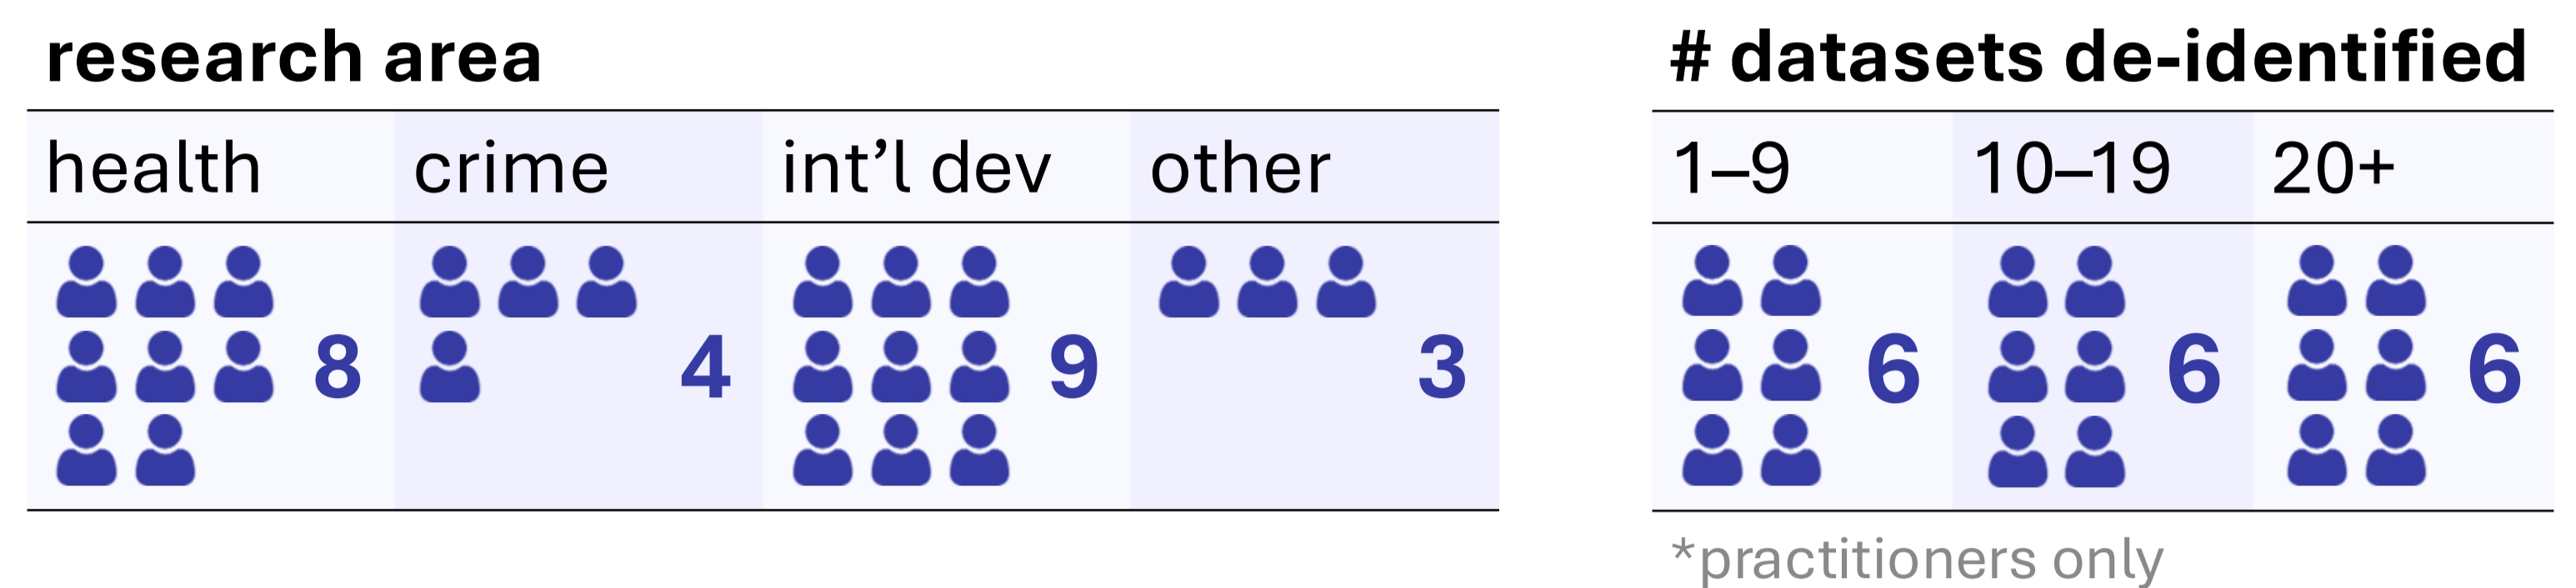 research area
health crime int’l dev other
8 4 9 3
# datasets de-identified
1–9 10–19 20+
6 6 6
*practitioners only